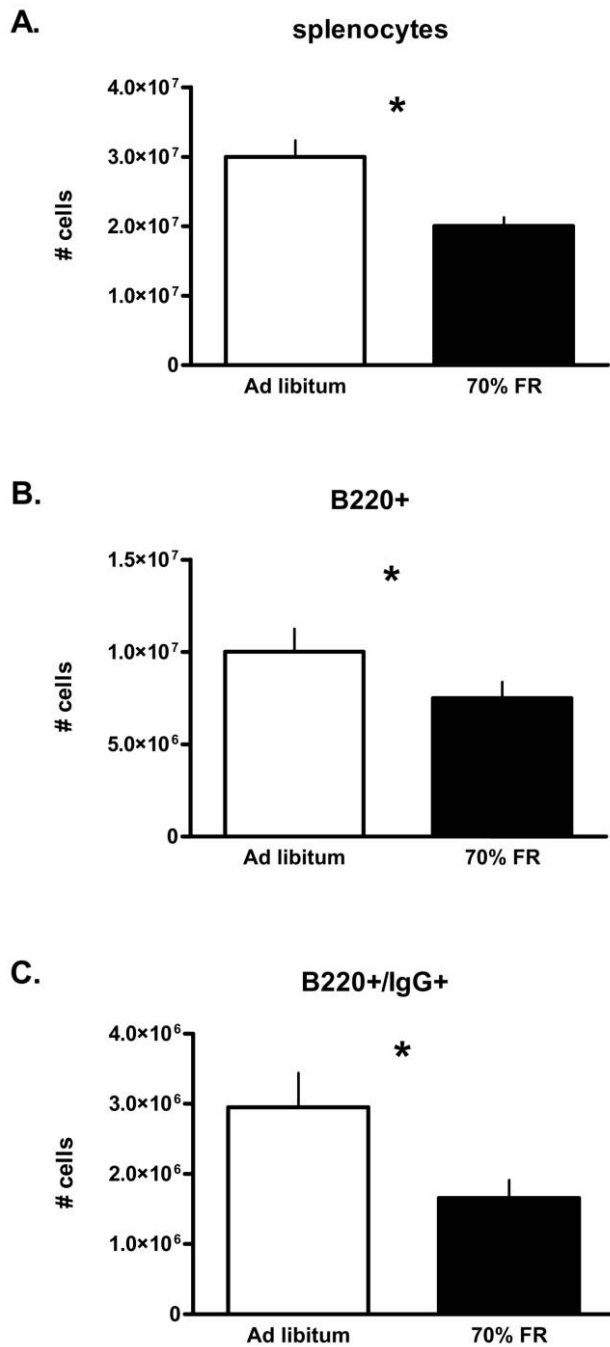 A.
splenocytes
4.0×10⁷
*
3.0×10⁷
# cells
2.0×10⁷
1.0×10⁷
0
Ad libitum 70% FR
B.
B220+
1.5×10⁷
*
1.0×10⁷
# cells
5.0×10⁶
0
Ad libitum 70% FR
C.
B220+/IgG+
4.0×10⁶
*
3.0×10⁶
# cells
2.0×10⁶
1.0×10⁶
0
Ad libitum 70% FR